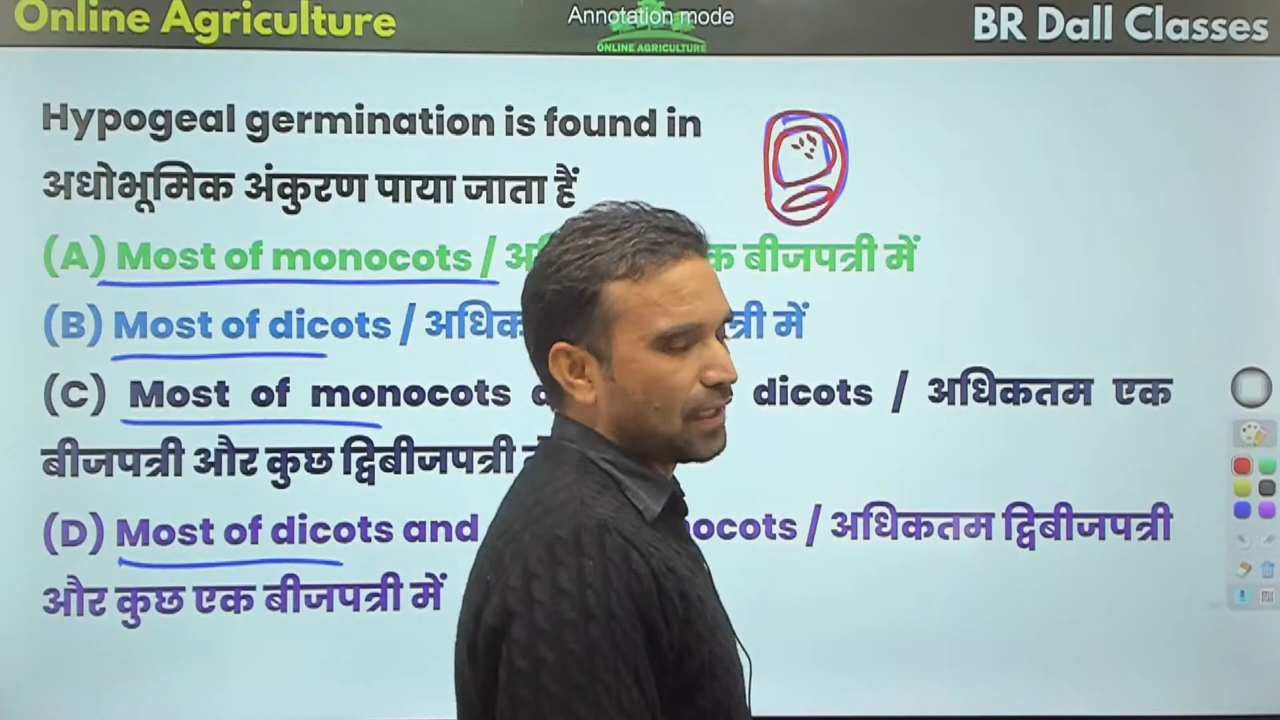 Online Agriculture
Annotation mode
ONLINE AGRICULTURE
BR Dall Classes
Hypogeal germination is found in
अधोभूमिक अंकुरण पाया जाता हैं
(A) Most of monocots / बीजपत्री में
(B) Most of dicots / में
(C) Most of monocots dicots / अधिकतम एक
बीजपत्री और कुछ द्विबीजपत्री
(D) Most of dicots and / अधिकतम द्विबीजपत्री
और कुछ एक बीजपत्री में